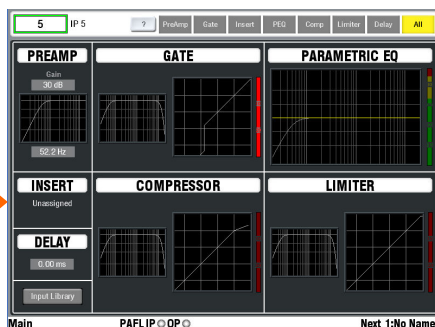 5 IP 5 ? PreAmp Gate Insert PEQ Comp Limiter Delay All
PREAMP GATE PARAMETRIC EQ
Gain
30 dB
52.2 Hz
INSERT COMPRESSOR LIMITER
Unassigned
DELAY
0.00 ms
Input Library
Main PAFL IP OP Next 1:No Name